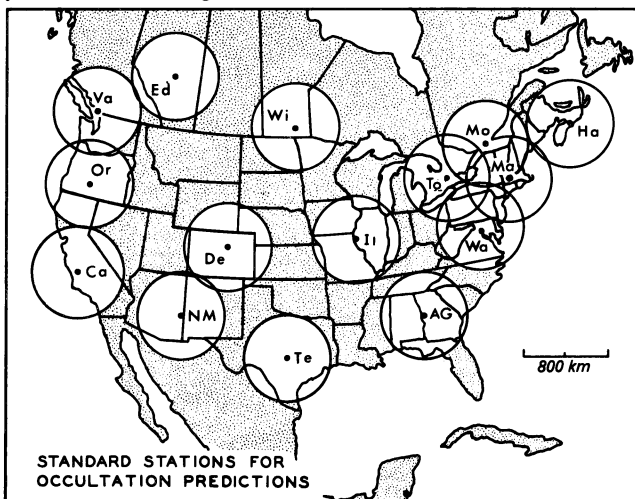 Ed
Va
Wi
Mo
Ha
Or
To
Ma
De
Il
Wa
Ca
NM
AG
Te
800 km
STANDARD STATIONS FOR
OCCULTATION PREDICTIONS